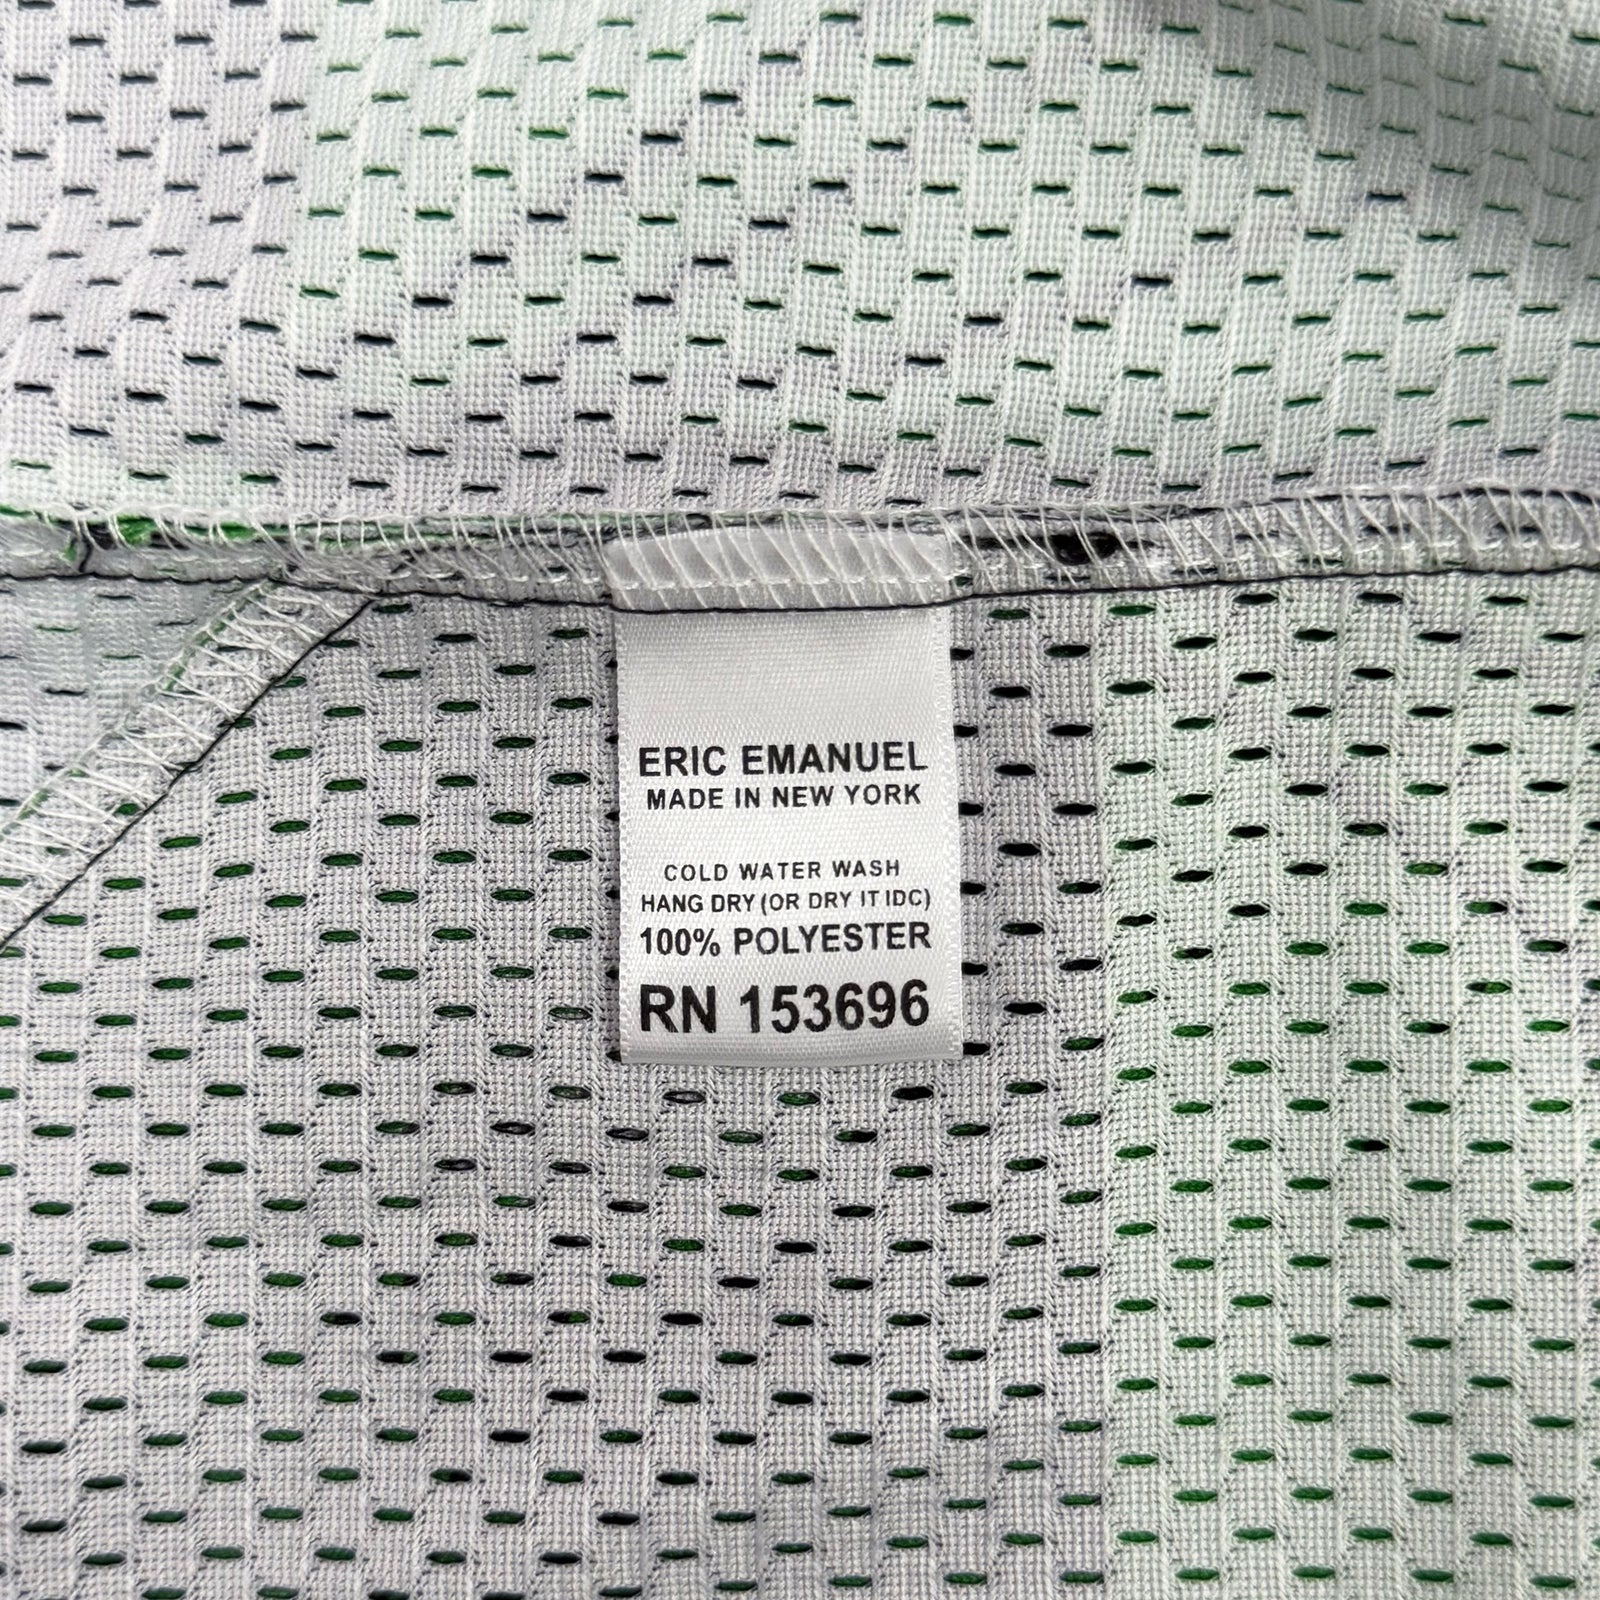 ERIC EMANUEL
MADE IN NEW YORK
COLD WATER WASH
HANG DRY (OR DRY IT IDC)
100% POLYESTER
RN 153696